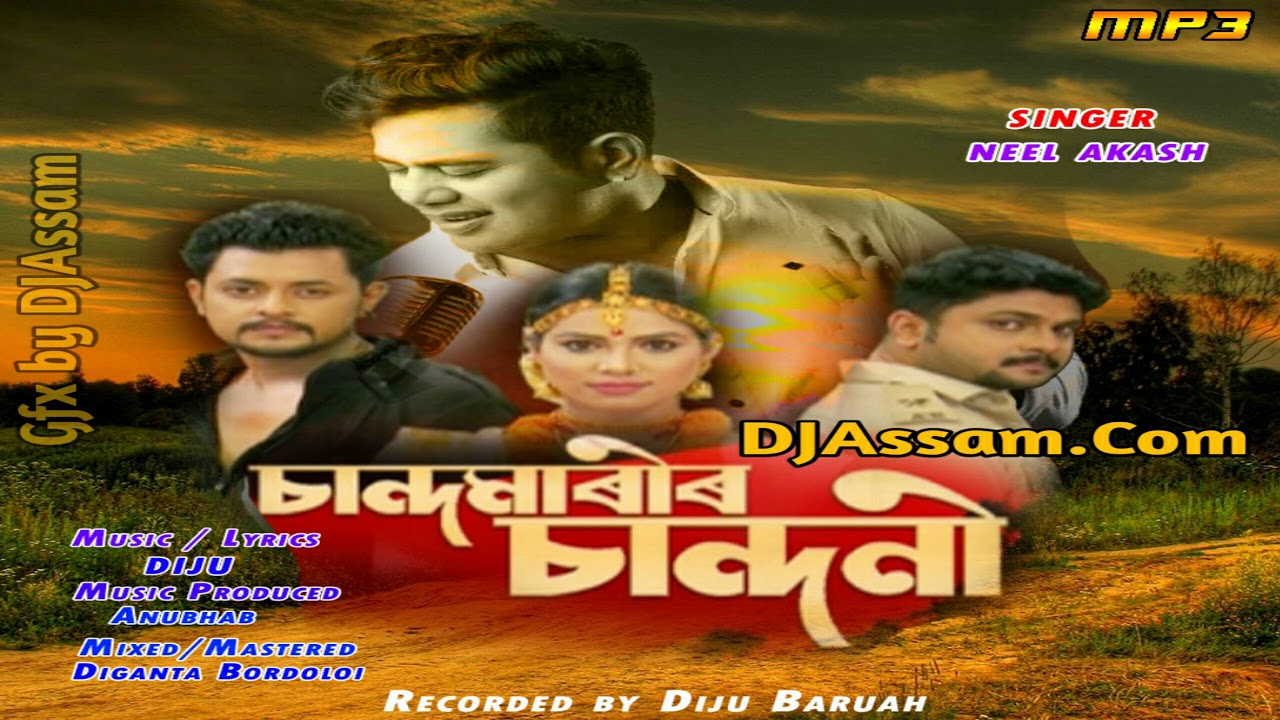 MP3
SINGER
NEEL AKASH
Gfx by DJAssam
DJAssam.Com
চান্দমাৰীৰ
চান্দনী
Music / Lyrics
DIJU
Music Produced
Anubhab
Mixed/Mastered
Diganta Bordoloi
Recorded by Diju Baruah